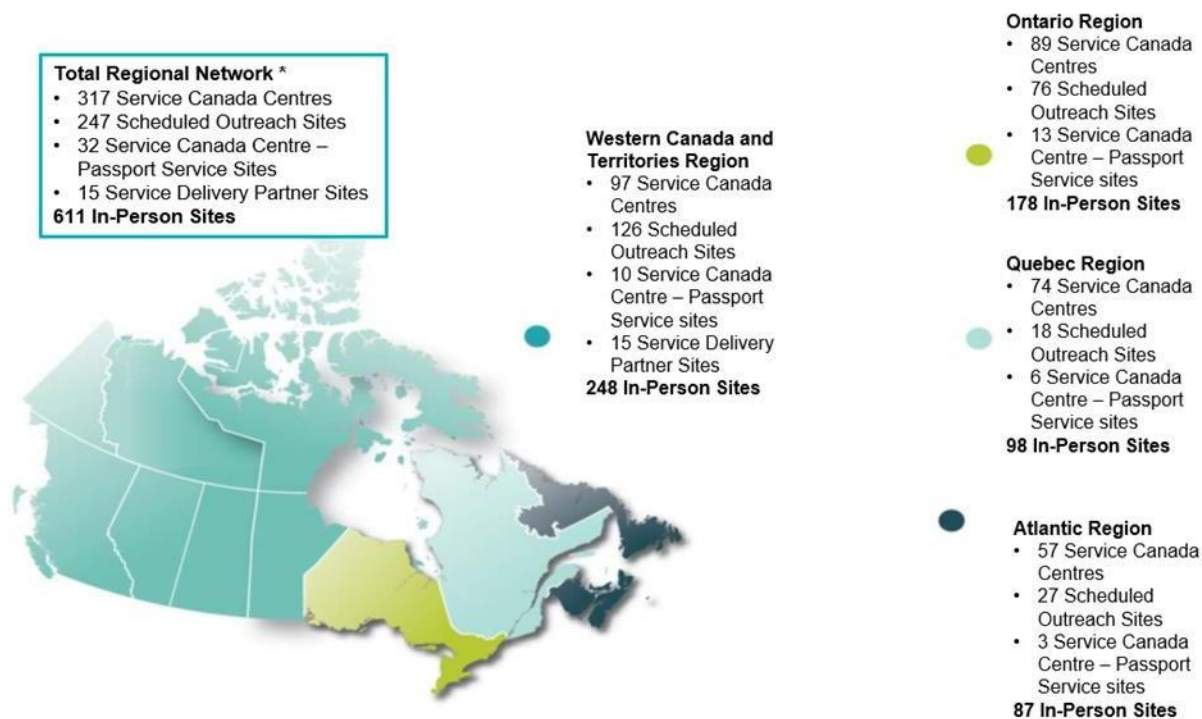 Total Regional Network *
• 317 Service Canada Centres
• 247 Scheduled Outreach Sites
• 32 Service Canada Centre –
Passport Service Sites
• 15 Service Delivery Partner Sites
611 In-Person Sites
Western Canada and
Territories Region
• 97 Service Canada
Centres
• 126 Scheduled
Outreach Sites
• 10 Service Canada
Centre – Passport
Service sites
• 15 Service Delivery
Partner Sites
248 In-Person Sites
Ontario Region
• 89 Service Canada
Centres
• 76 Scheduled
Outreach Sites
• 13 Service Canada
Centre – Passport
Service sites
178 In-Person Sites
Quebec Region
• 74 Service Canada
Centres
• 18 Scheduled
Outreach Sites
• 6 Service Canada
Centre – Passport
Service sites
98 In-Person Sites
Atlantic Region
• 57 Service Canada
Centres
• 27 Scheduled
Outreach Sites
• 3 Service Canada
Centre – Passport
Service sites
87 In-Person Sites